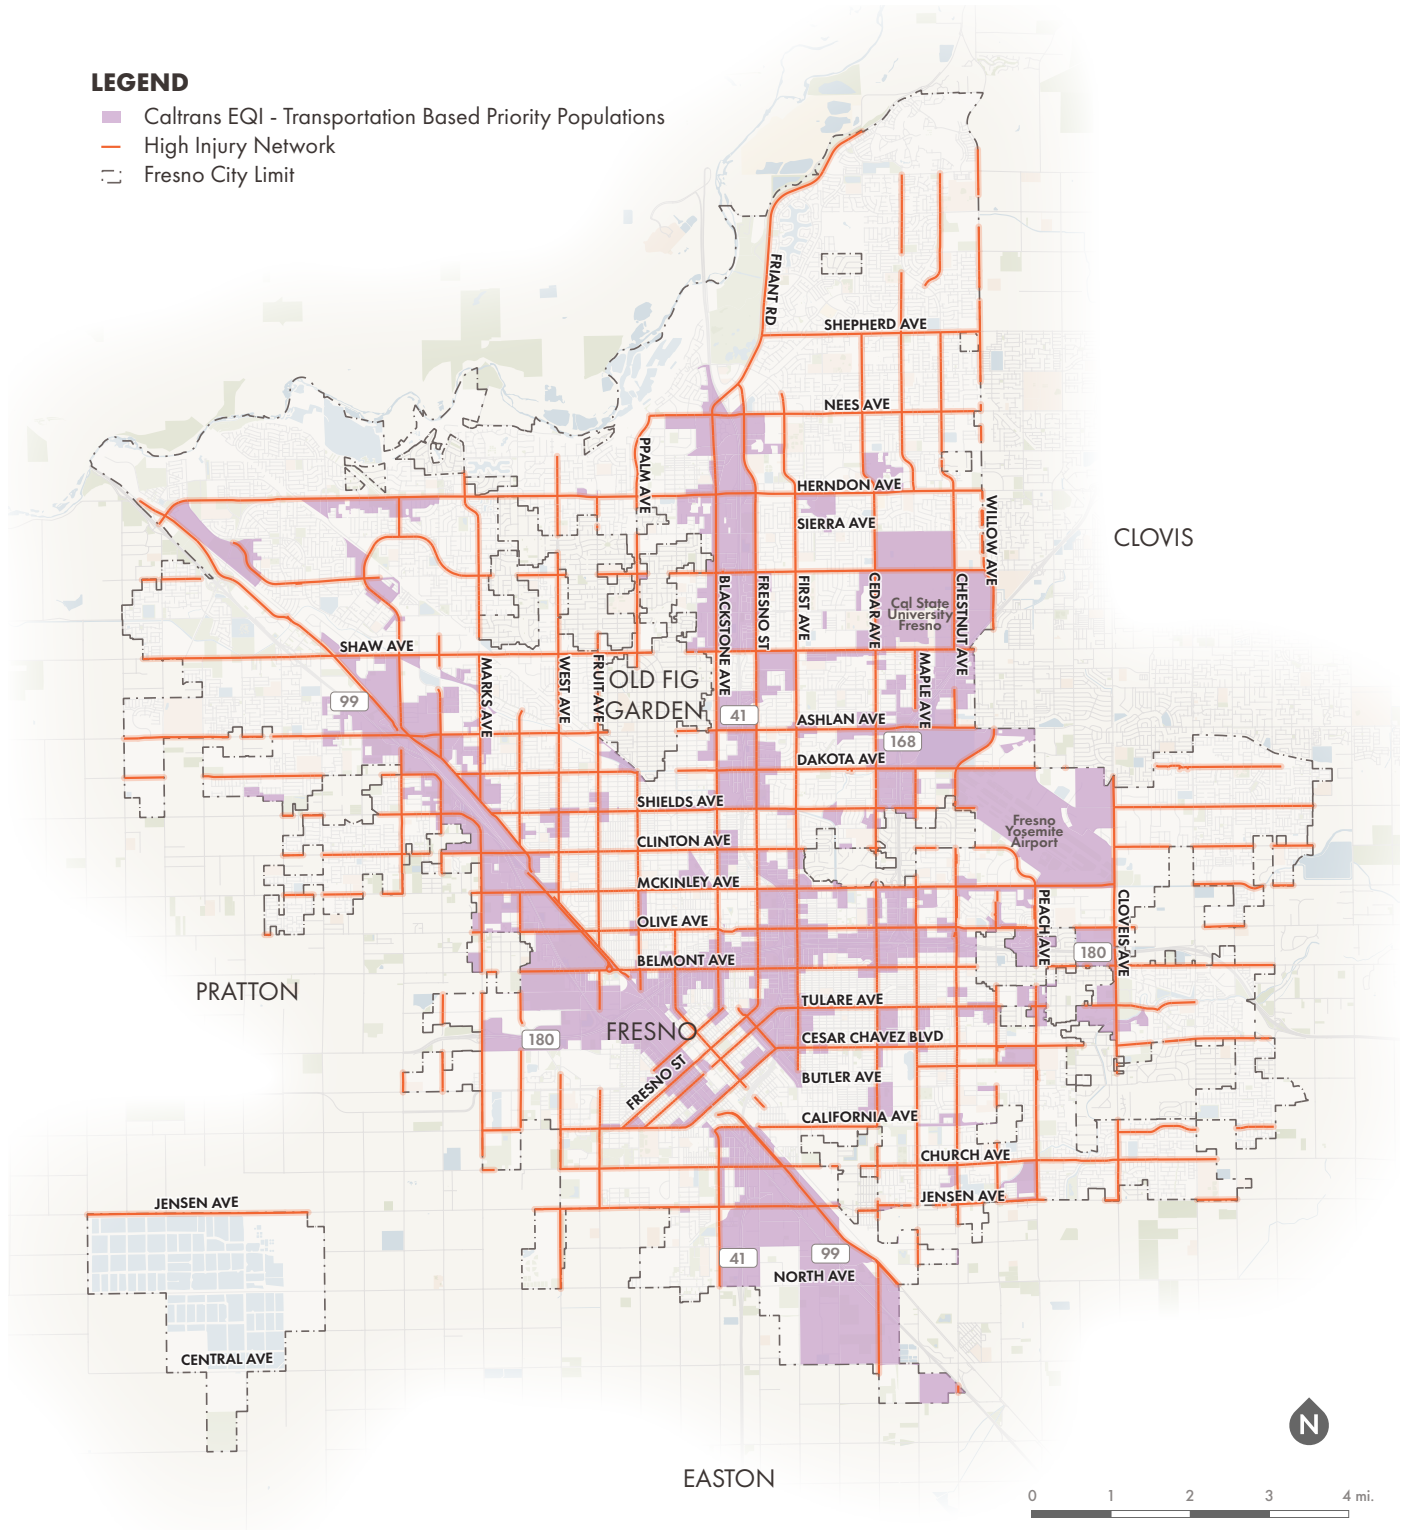 LEGEND
Caltrans EQI - Transportation Based Priority Populations
High Injury Network
Fresno City Limit
FRIANT RD
SHEPHERD AVE
NEES AVE
PPALM AVE
HERNDON AVE
SIERRA AVE
WILLOW AVE
CLOVIS
BLACKSTONE AVE
FRESNO ST
FIRST AVE
CEDAR AVE
CHESTNUT AVE
Cal State
University
Fresno
SHAW AVE
MARKS AVE
WEST AVE
FRUIT AVE
MAPLE AVE
OLD FIG
GARDEN
99
41
ASHLAN AVE
168
DAKOTA AVE
SHIELDS AVE
CLINTON AVE
Fresno
Yosemite
Airport
MCKINLEY AVE
PEACH AVE
CLOVEIS AVE
OLIVE AVE
BELMONT AVE
180
PRATTON
TULARE AVE
FRESNO
180
CESAR CHAVEZ BLVD
FRESNO ST
BUTLER AVE
CALIFORNIA AVE
CHURCH AVE
JENSEN AVE
JENSEN AVE
41
99
NORTH AVE
CENTRAL AVE
N
EASTON
0 1 2 3 4 mi.